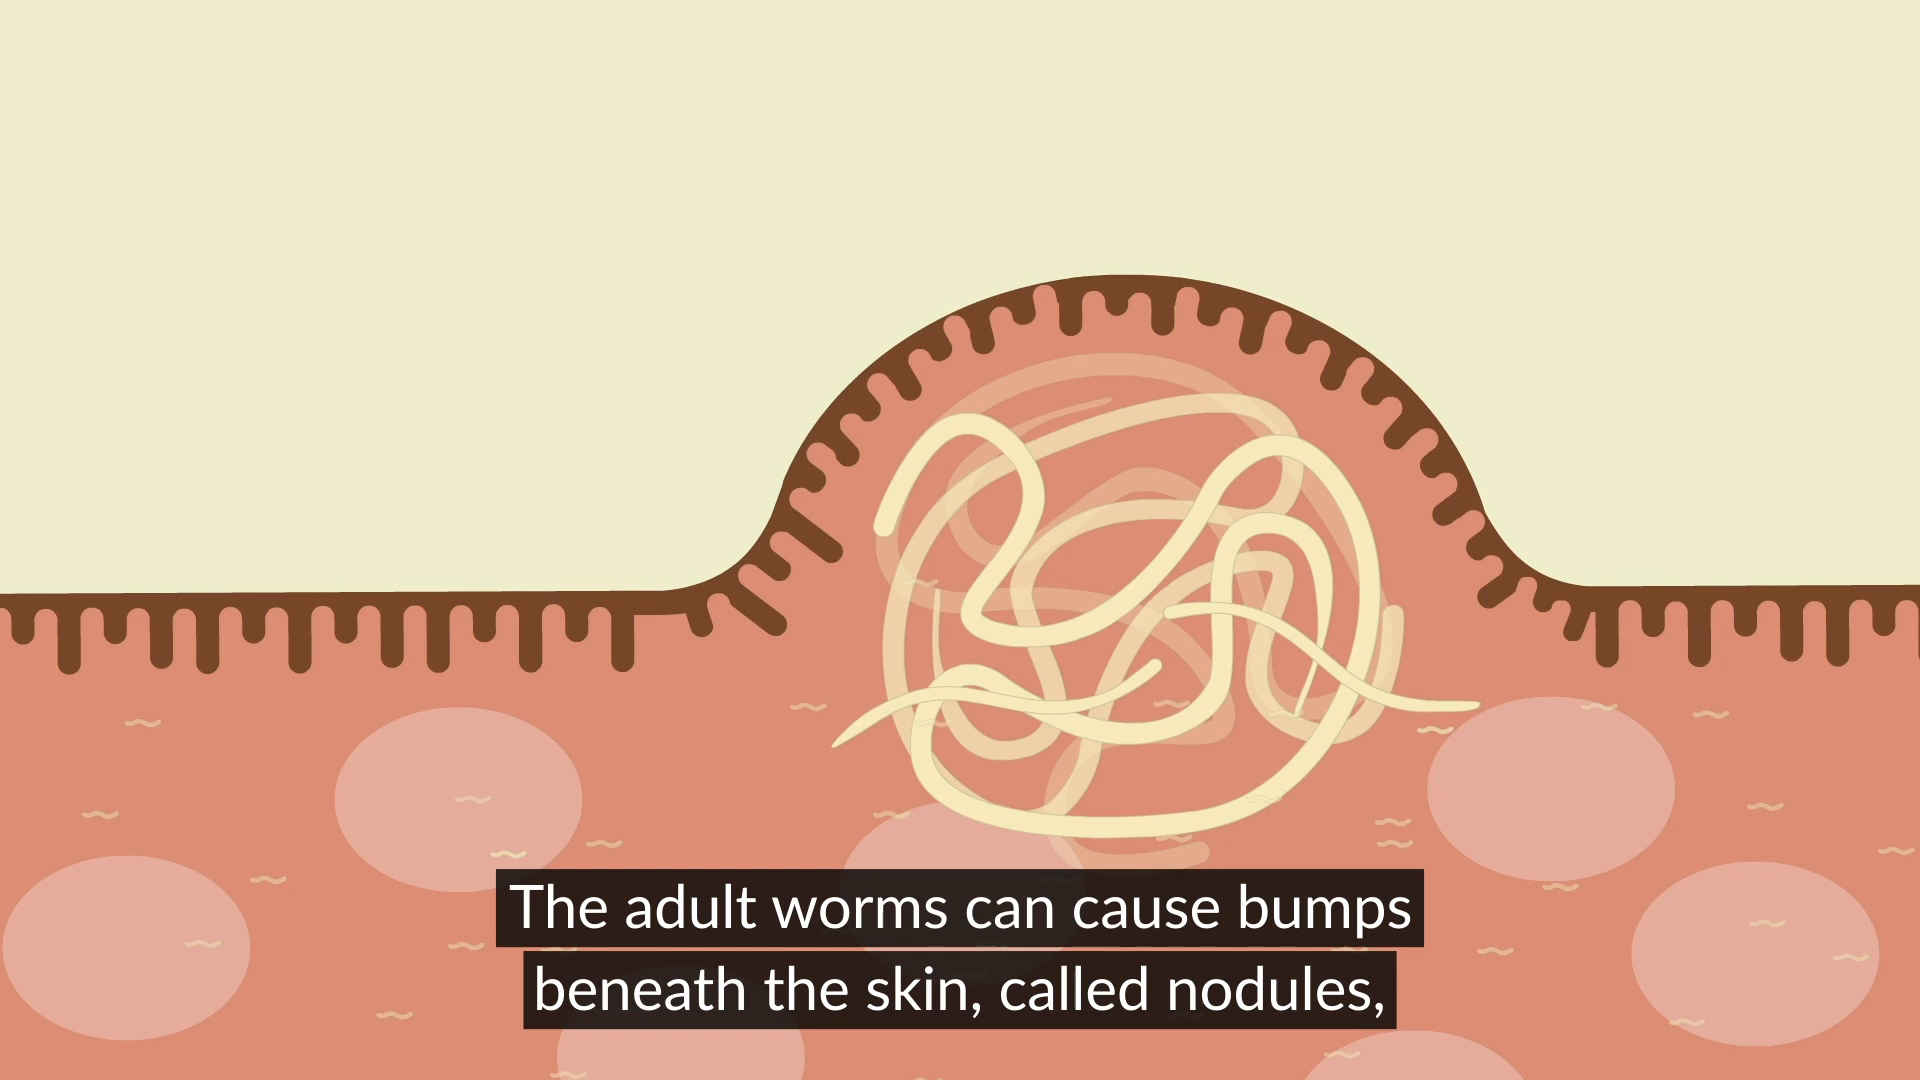 The adult worms can cause bumps
beneath the skin, called nodules,